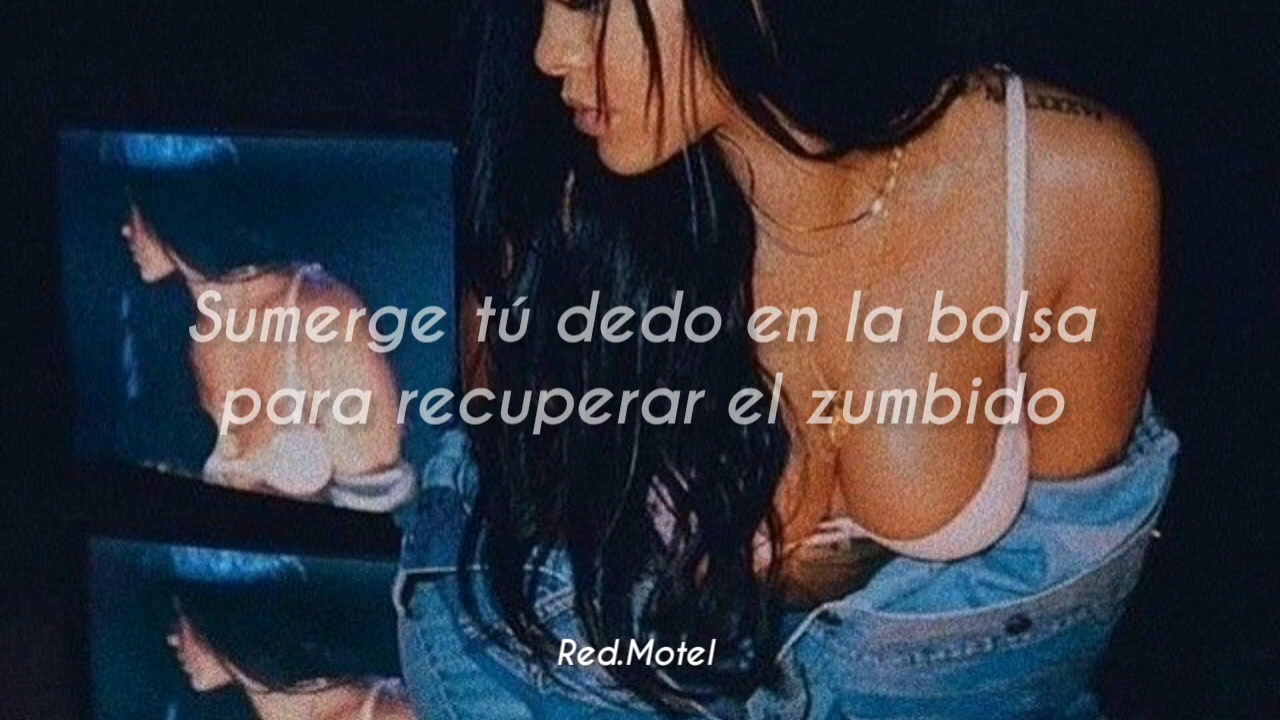 Sumerge tú dedo en la bolsa
para recuperar el zumbido
Red.Motel